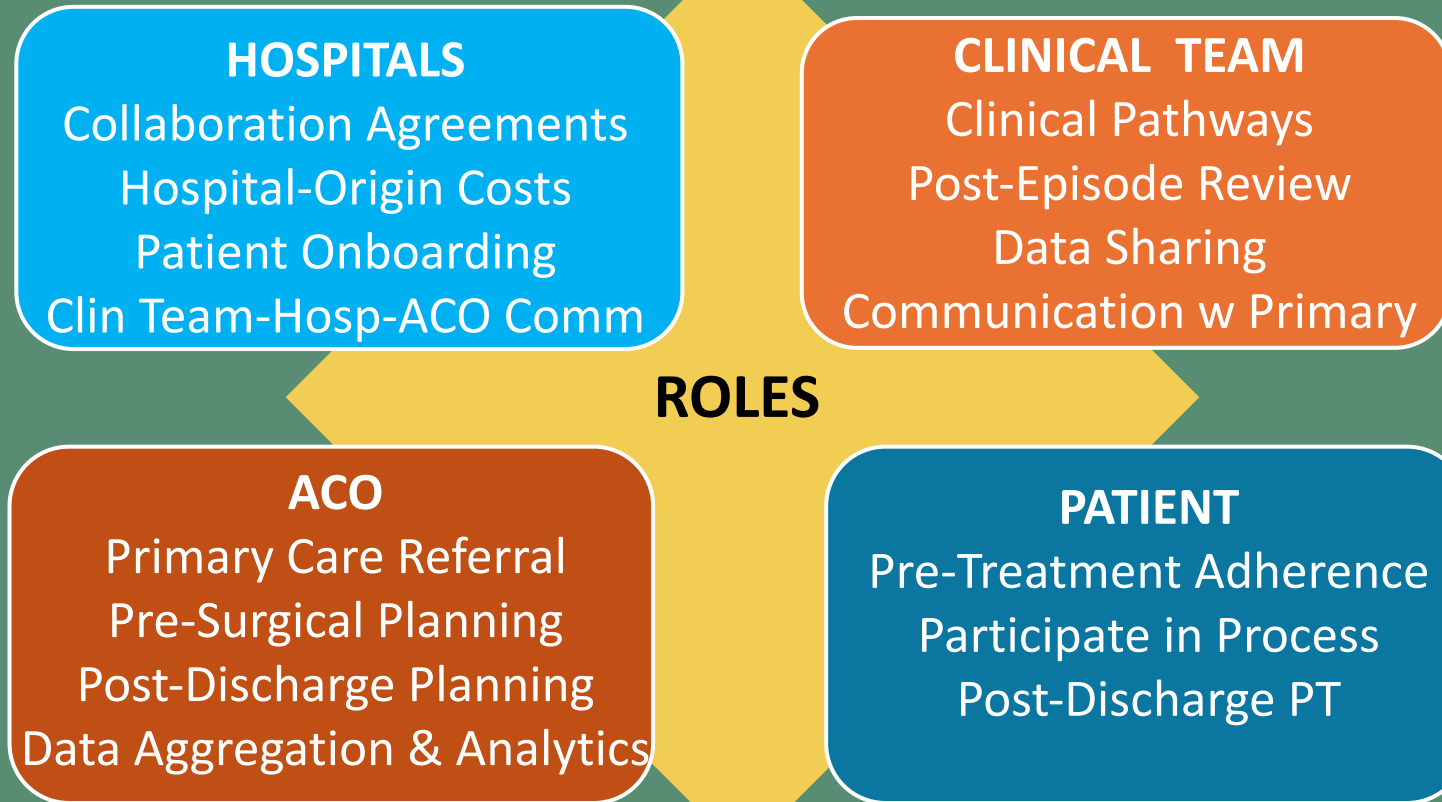 HOSPITALS
Collaboration Agreements
Hospital-Origin Costs
Patient Onboarding
Clin Team-Hosp-ACO Comm
CLINICAL  TEAM
Clinical Pathways
Post-Episode Review
Data Sharing
Communication w Primary
ROLES
ACO
Primary Care Referral
Pre-Surgical Planning
Post-Discharge Planning
Data Aggregation & Analytics
PATIENT
Pre-Treatment Adherence
Participate in Process
Post-Discharge PT